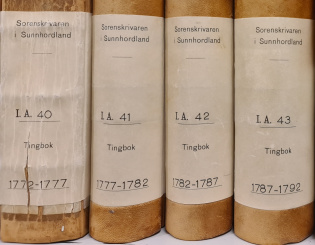 Sorenskrivaren
i Sunnhordland
I.A. 40
Tingbok
1772-1777
Sorenskrivaren
i Sunnhordland
I.A. 41
Tingbok
1777-1782
Sorenskrivaren
i Sunnhordland
I.A. 42
Tingbok
1782-1787
Sorenskrivaren
i Sunnhordland
I.A. 43
Tingbok
1787-1792